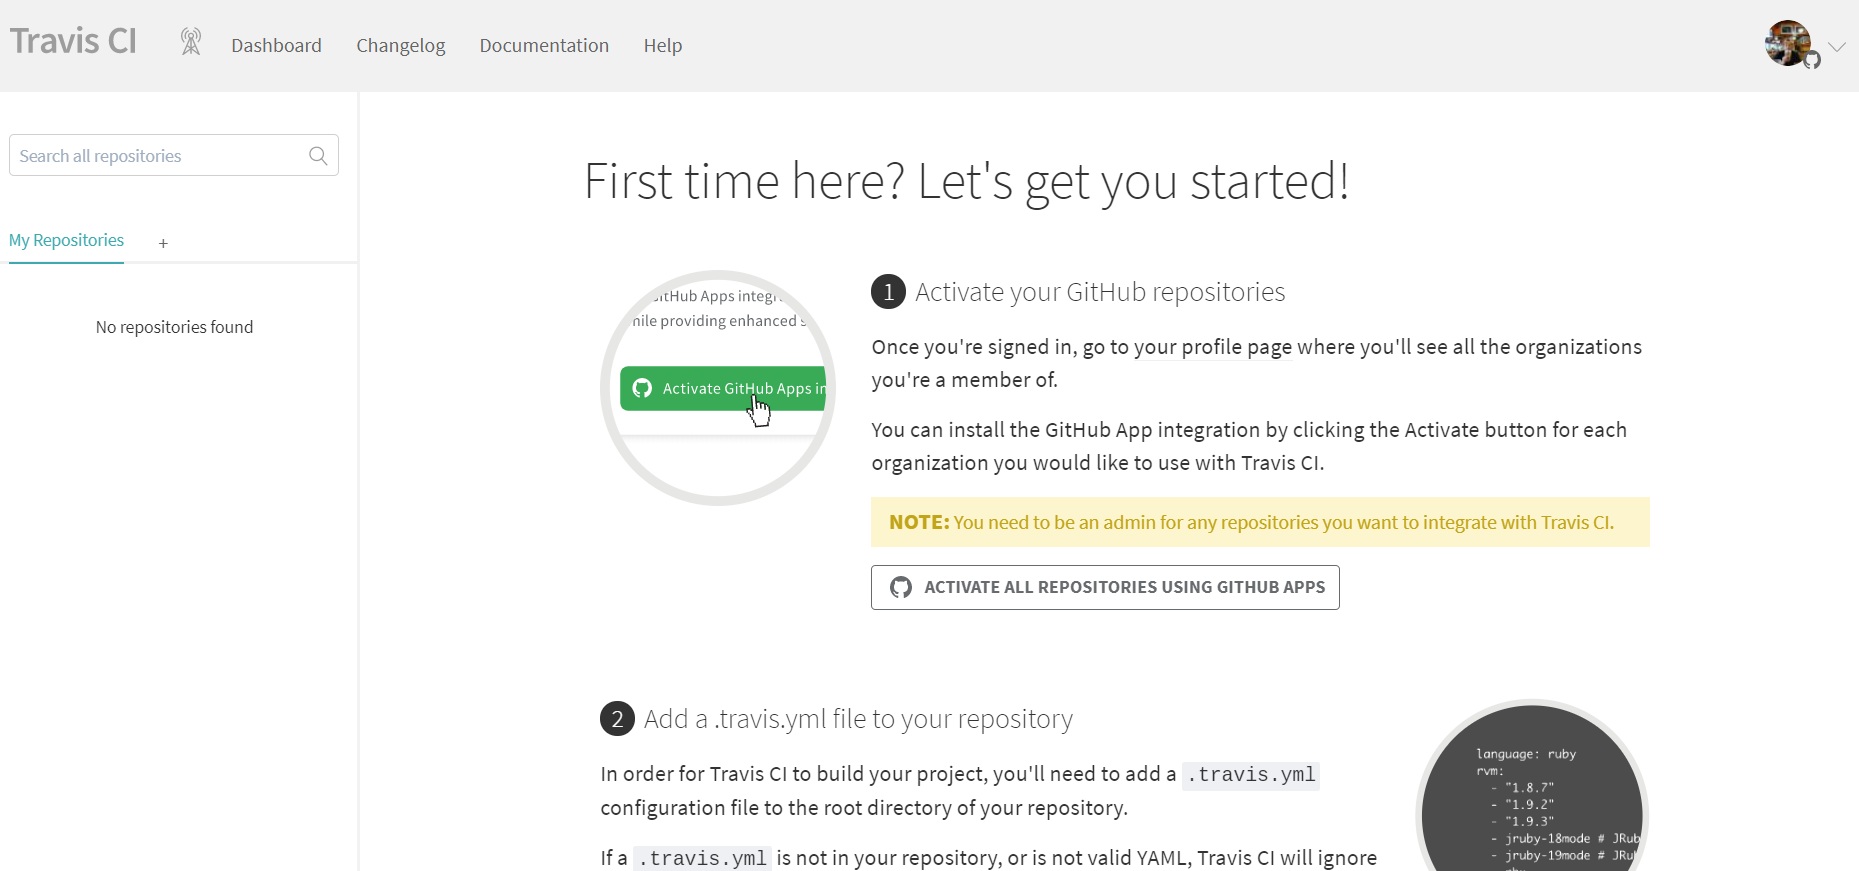 Travis CI
Dashboard
Changelog
Documentation
Help
Search all repositories
My Repositories
+
No repositories found
First time here? Let's get you started!
GitHub Apps
providing enhanced
Activate GitHub Apps
1 Activate your GitHub repositories
Once you're signed in, go to your profile page where you'll see all the organizations
you're a member of.
You can install the GitHub App integration by clicking the Activate button for each
organization you would like to use with Travis CI.
NOTE: You need to be an admin for any repositories you want to integrate with Travis CI.
ACTIVATE ALL REPOSITORIES USING GITHUB APPS
2 Add a .travis.yml file to your repository
In order for Travis CI to build your project, you'll need to add a .travis.yml
configuration file to the root directory of your repository.
If a .travis.yml is not in your repository, or is not valid YAML, Travis CI will ignore
language: ruby
rvm:
- "1.8.7"
- "1.9.2"
- "1.9.3"
- jruby-18mode # JRub
- jruby-19mode # JRu